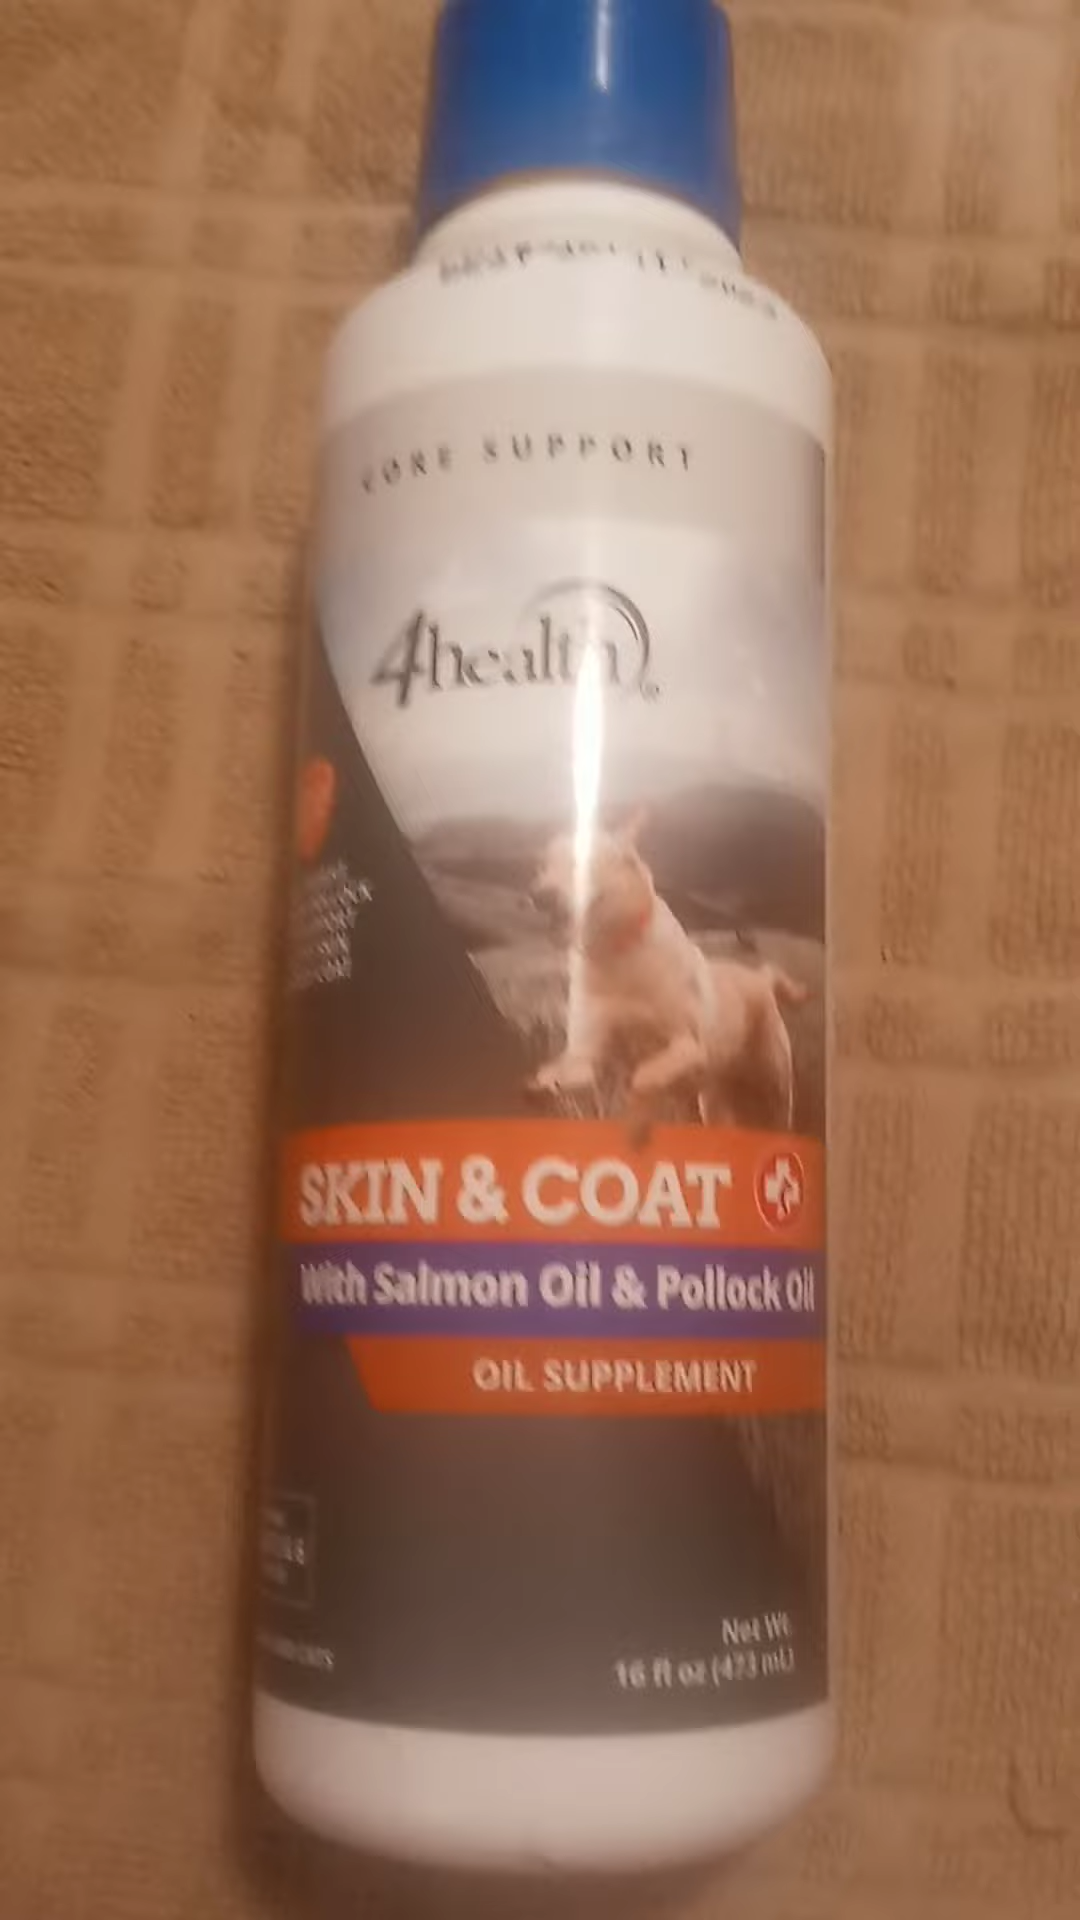 CORE SUPPORT
4health
SKIN & COAT
With Salmon Oil & Pollock Oil
OIL SUPPLEMENT
Net Wt.
16 fl oz (473 mL)